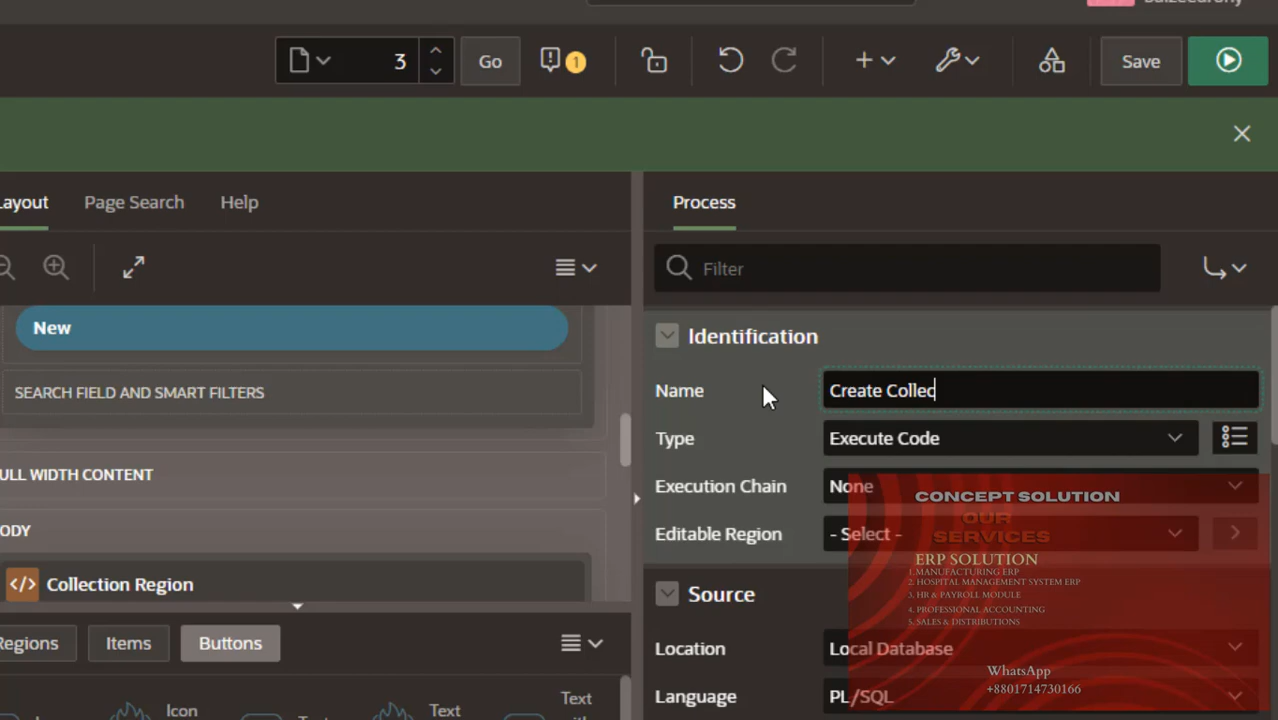 3
Go
1
Save
Layout
Page Search
Help
Process
Filter
New
Identification
SEARCH FIELD AND SMART FILTERS
Name
Create Collec
Type
Execute Code
ULL WIDTH CONTENT
Execution Chain
None
CONCEPT SOLUTION
OUR
SERVICES
ODY
Editable Region
- Select -
ERP SOLUTION
1. MANUFACTURING ERP
2. HOSPITAL MANAGEMENT SYSTEM ERP
3. HR & PAYROLL MODULE
4. PROFESSIONAL ACCOUNTING
5. SALES & DISTRIBUTIONS
Collection Region
Source
Regions
Items
Buttons
Location
Local Database
WhatsApp
+8801714730166
Language
PL/SQL
Icon
Text
Text